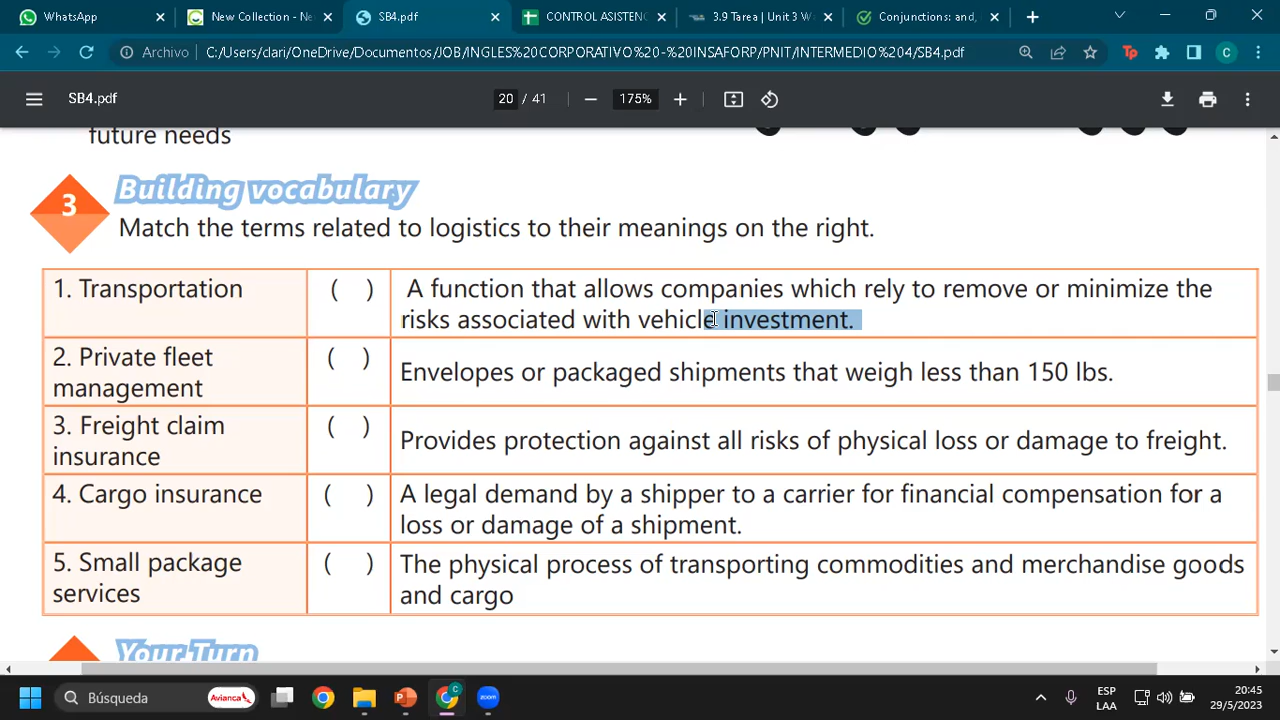 WhatsApp
New Collection - Ne
SB4.pdf
CONTROL ASISTENC
3.9 Tarea | Unit 3 W
Conjunctions: and,
Archivo
C:/Users/clari/OneDrive/Documentos/JOB/INGLES%20CORPORATIVO%20-%20INSAFORP/PNIT/INTERMEDIO%204/SB4.pdf
Tp
C
SB4.pdf
20 / 41
175%
future needs
3
Building vocabulary
Match the terms related to logistics to their meanings on the right.
1. Transportation ( ) A function that allows companies which rely to remove or minimize the
risks associated with vehicle investment.
2. Private fleet
management
( )
Envelopes or packaged shipments that weigh less than 150 lbs.
3. Freight claim
insurance
( )
Provides protection against all risks of physical loss or damage to freight.
4. Cargo insurance ( ) A legal demand by a shipper to a carrier for financial compensation for a
loss or damage of a shipment.
5. Small package
services
( )
The physical process of transporting commodities and merchandise goods
and cargo
Your Turn
Búsqueda
Avianca
C
zoom
ESP
LAA
20:45
29/5/2023